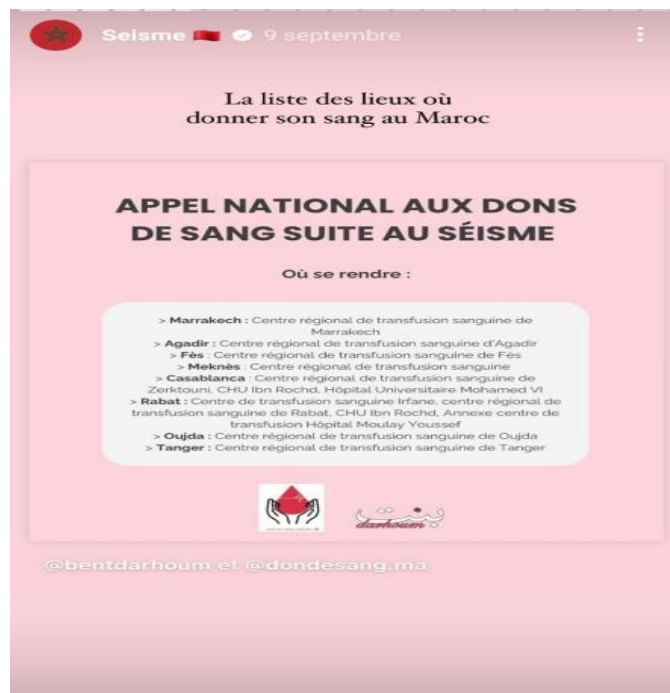 Seisme 9 septembre
La liste des lieux où
donner son sang au Maroc
APPEL NATIONAL AUX DONS
DE SANG SUITE AU SÉISME
Où se rendre :
> Marrakech : Centre régional de transfusion sanguine de
Marrakech
> Agadir : Centre régional de transfusion sanguine d'Agadir
> Fès : Centre régional de transfusion sanguine de Fès
> Meknès : Centre régional de transfusion sanguine
> Casablanca : Centre régional de transfusion sanguine de
Zerktouni, CHU Ibn Rochd, Hôpital Universitaire Mohamed VI
> Rabat : Centre de transfusion sanguine Irfane, centre régional de
transfusion sanguine de Rabat, CHU Ibn Rochd, Annexe centre de
transfusion Hôpital Moulay Youssef
> Oujda : Centre régional de transfusion sanguine de Oujda
> Tanger : Centre régional de transfusion sanguine de Tanger
بنت
darhoum
@bentdarhoum et @dondesang.ma